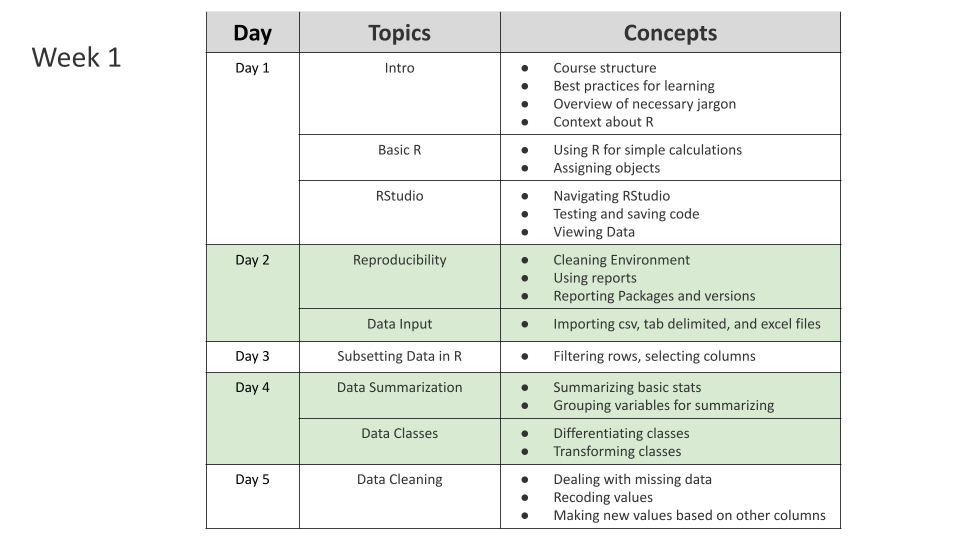 Week 1
Day Topics Concepts
Day 1 Intro ● Course structure
● Best practices for learning
● Overview of necessary jargon
● Context about R
Basic R ● Using R for simple calculations
● Assigning objects
RStudio ● Navigating RStudio
● Testing and saving code
● Viewing Data
Day 2 Reproducibility ● Cleaning Environment
● Using reports
● Reporting Packages and versions
Data Input ● Importing csv, tab delimited, and excel files
Day 3 Subsetting Data in R ● Filtering rows, selecting columns
Day 4 Data Summarization ● Summarizing basic stats
● Grouping variables for summarizing
Data Classes ● Differentiating classes
● Transforming classes
Day 5 Data Cleaning ● Dealing with missing data
● Recoding values
● Making new values based on other columns